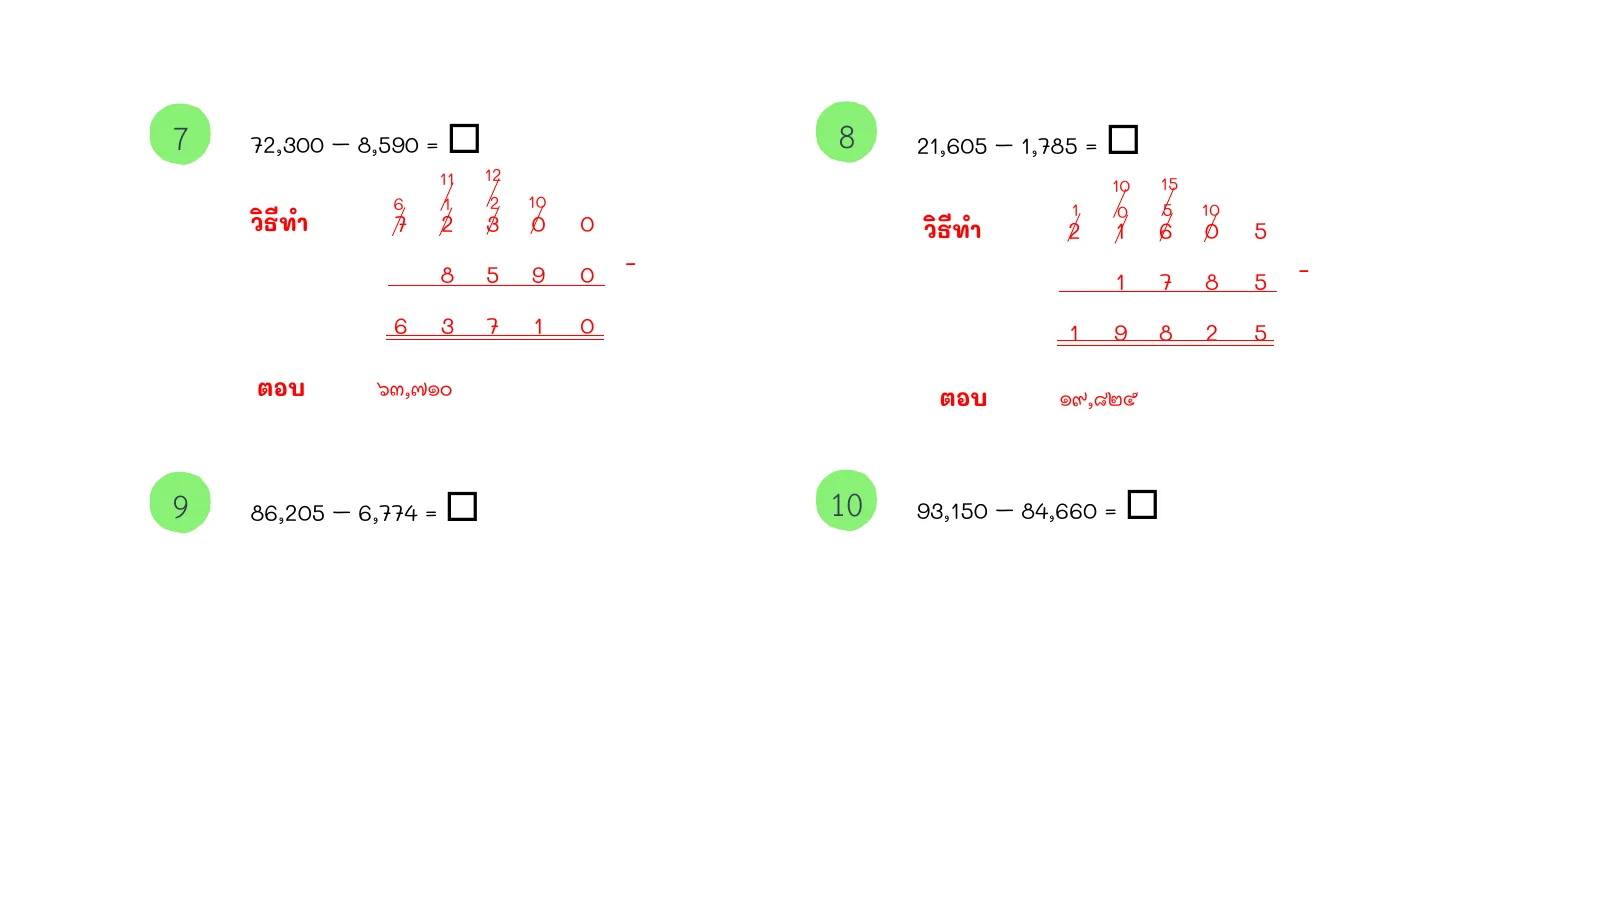 7
72,300 – 8,590 = □
11 12
6 1 2 10
วิธีทำ 7 2 3 0 0
8 5 9 0 -
6 3 7 1 0
ตอบ ๖๓,๗๑๐
8
21,605 – 1,785 = □
10 15
1 0 5 10
วิธีทำ 2 1 6 0 5
1 7 8 5 -
1 9 8 2 5
ตอบ ๑๙,๘๒๕
9
86,205 – 6,774 = □
10
93,150 – 84,660 = □